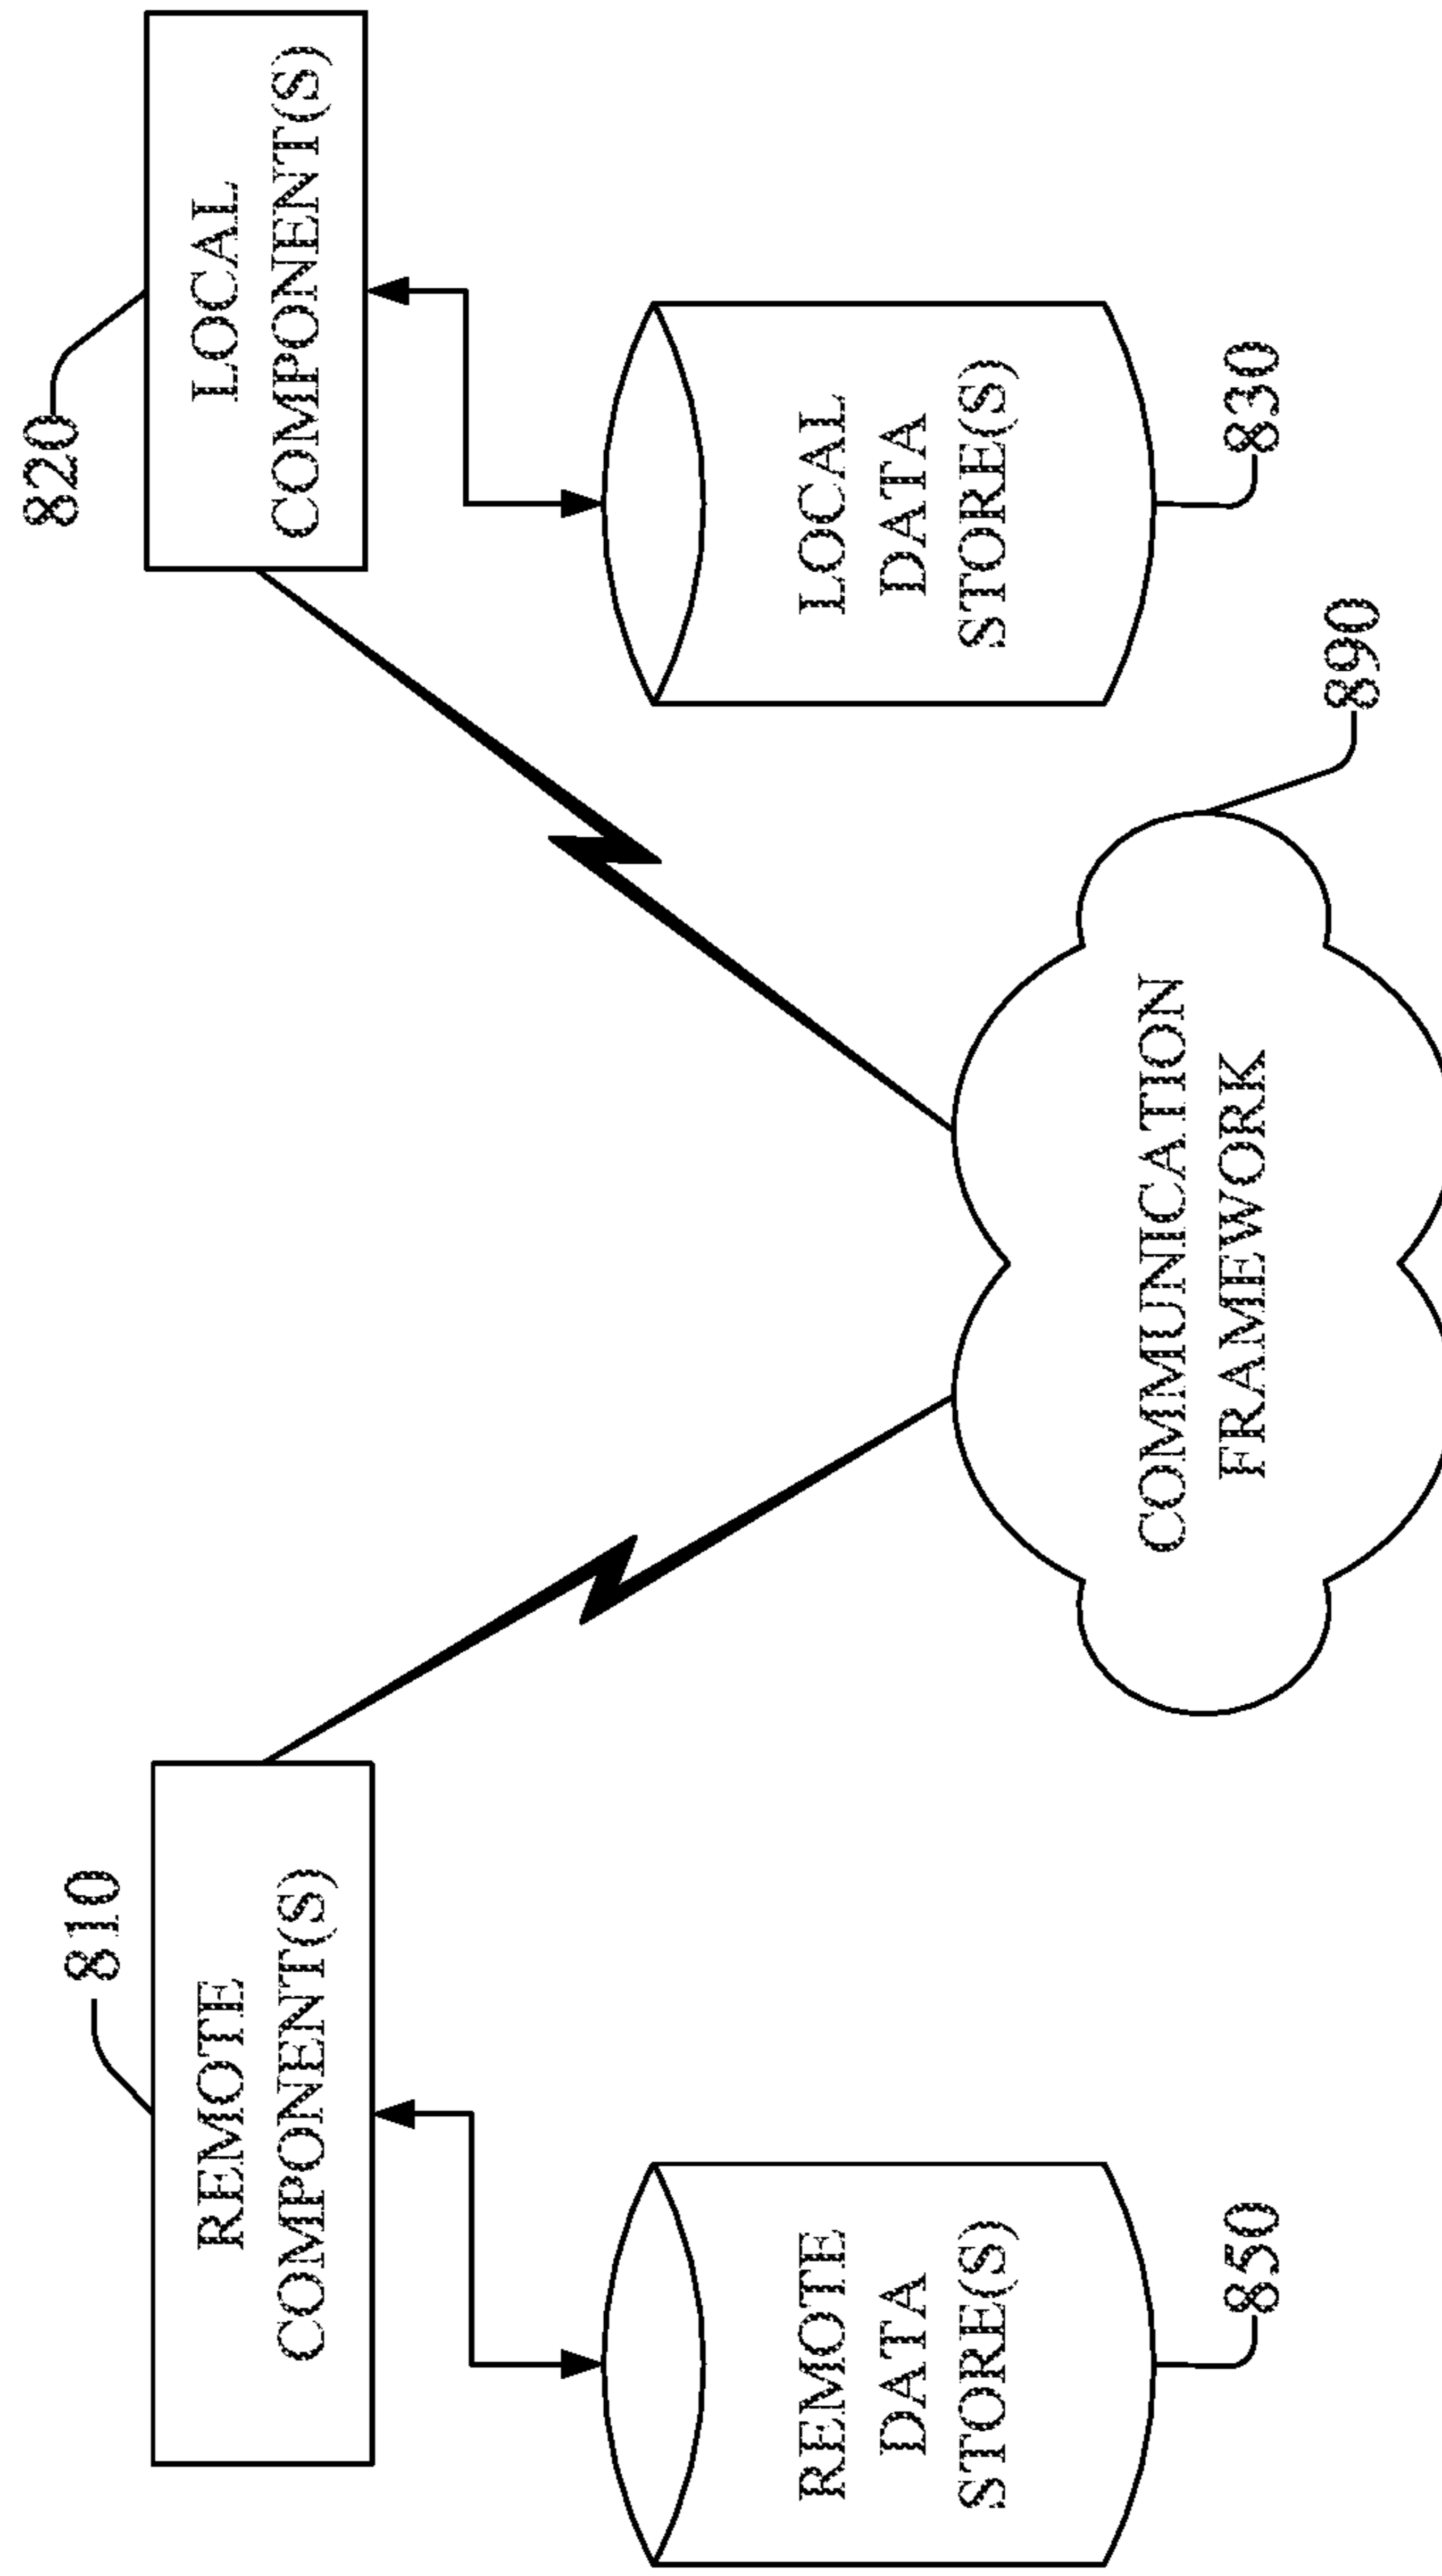 810
REMOTE
COMPONENT(S)
820
LOCAL
COMPONENT(S)
REMOTE
DATA
STORE(S)
850
LOCAL
DATA
STORE(S)
830
COMMUNICATION
FRAMEWORK
890